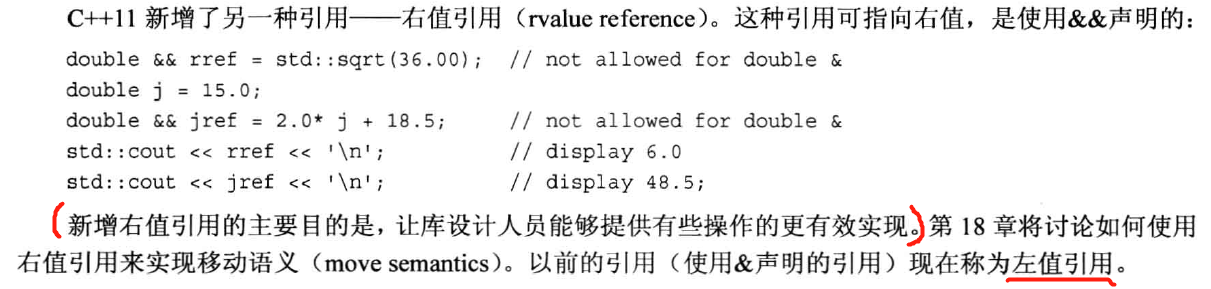 C++11 新增了另一种引用——右值引用（rvalue reference）。这种引用可指向右值，是使用&&声明的：
double && rref = std::sqrt(36.00);  // not allowed for double &
double j = 15.0;
double && jref = 2.0* j + 18.5;     // not allowed for double &
std::cout << rref << '\n';          // display 6.0
std::cout << jref << '\n';          // display 48.5;
新增右值引用的主要目的是，让库设计人员能够提供有些操作的更有效实现。第 18 章将讨论如何使用
右值引用来实现移动语义（move semantics）。以前的引用（使用&声明的引用）现在称为左值引用。